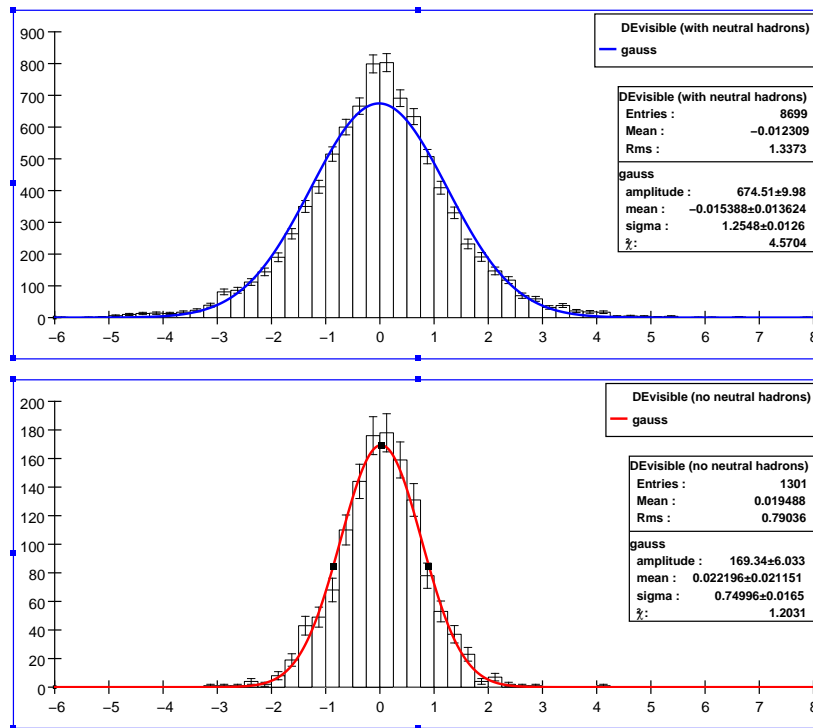 DEvisible (with neutral hadrons)
gauss
900
800
700
600
500
400
300
200
100
0
−6 −5 −4 −3 −2 −1 0 1 2 3 4 5 6 7 8
DEvisible (with neutral hadrons)
Entries : 8699
Mean : −0.012309
Rms : 1.3373
gauss
amplitude : 674.51±9.98
mean : −0.015388±0.013624
sigma : 1.2548±0.0126
χ²: 4.5704
DEvisible (no neutral hadrons)
gauss
200
180
160
140
120
100
80
60
40
20
0
−6 −5 −4 −3 −2 −1 0 1 2 3 4 5 6 7 8
DEvisible (no neutral hadrons)
Entries : 1301
Mean : 0.019488
Rms : 0.79036
gauss
amplitude : 169.34±6.033
mean : 0.022196±0.021151
sigma : 0.74996±0.0165
χ²: 1.2031